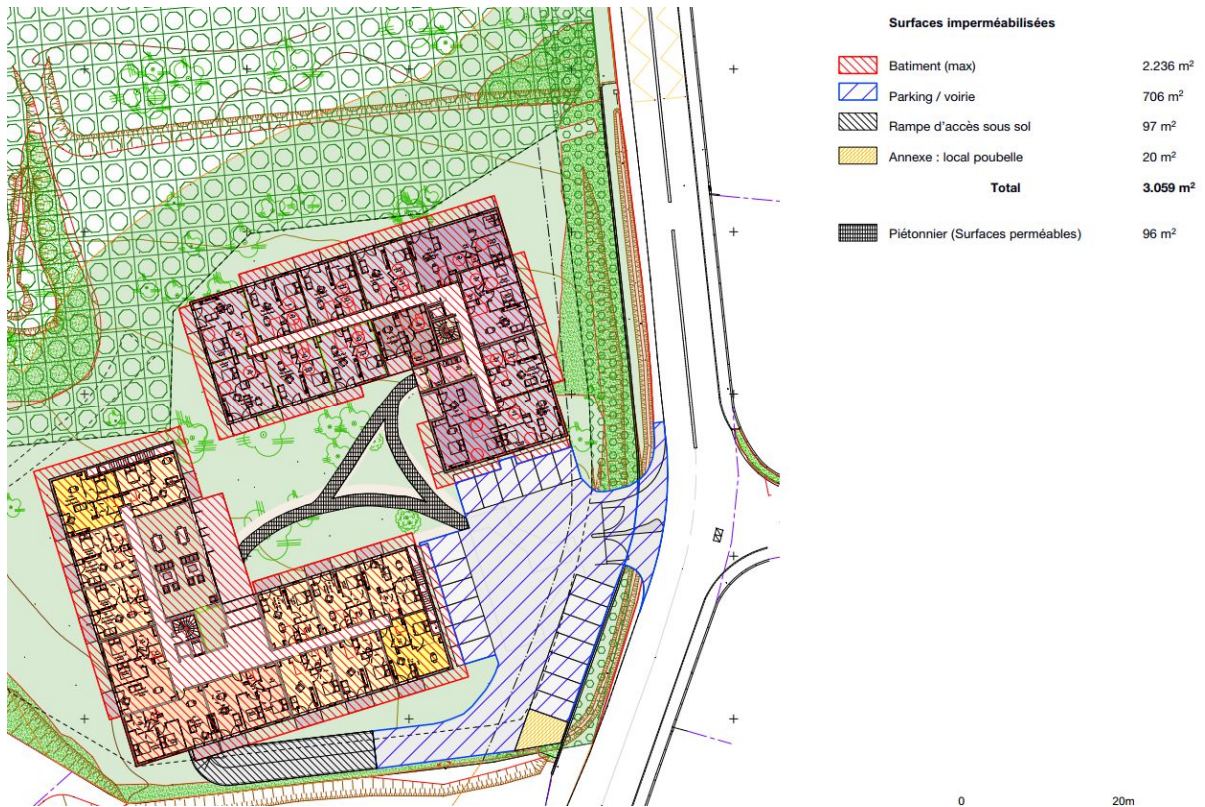 Surfaces imperméabilisées
Batiment (max) 2.236 m²
Parking / voirie 706 m²
Rampe d'accès sous sol 97 m²
Annexe : local poubelle 20 m²
Total 3.059 m²
Piétonnier (Surfaces perméables) 96 m²
0 20m